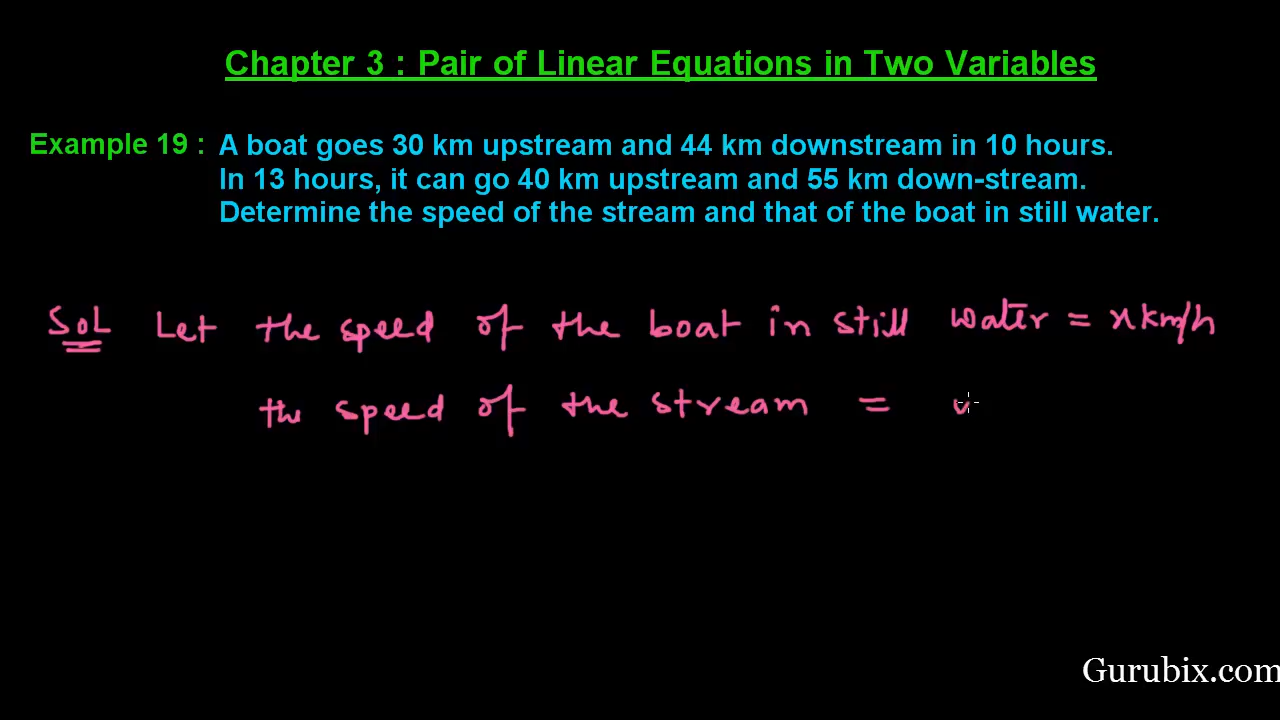 Chapter 3 : Pair of Linear Equations in Two Variables
Example 19 : A boat goes 30 km upstream and 44 km downstream in 10 hours.
In 13 hours, it can go 40 km upstream and 55 km down-stream.
Determine the speed of the stream and that of the boat in still water.
SoL Let the speed of the boat in still water = x km/h
the speed of the stream =
Gurubix.com